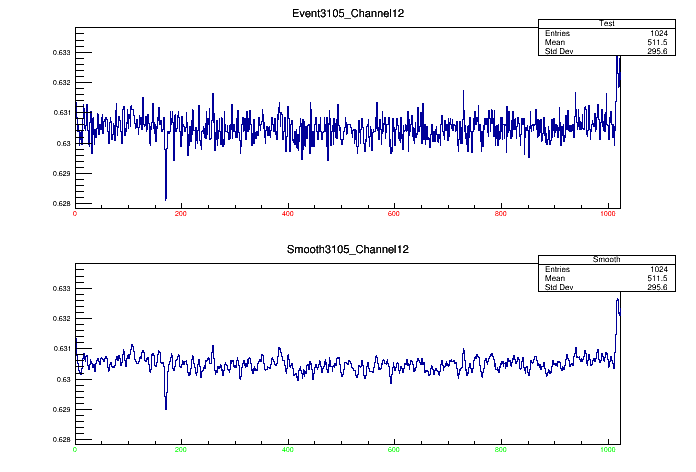 Event3105_Channel12
Test
Entries 1024
Mean 511.5
Std Dev 295.6
0.633
0.632
0.631
0.63
0.629
0.628
0 200 400 600 800 1000
Smooth3105_Channel12
Smooth
Entries 1024
Mean 511.5
Std Dev 295.6
0.633
0.632
0.631
0.63
0.629
0.628
0 200 400 600 800 1000